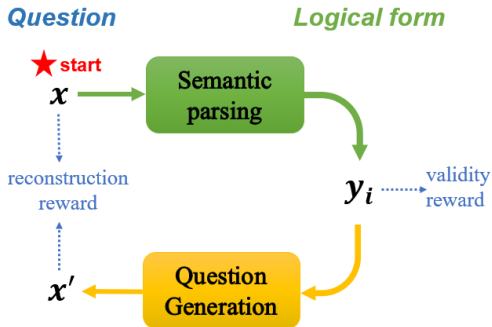 Question
Logical form
start
x
Semantic
parsing
reconstruction
reward
y_i
validity
reward
x'
Question
Generation